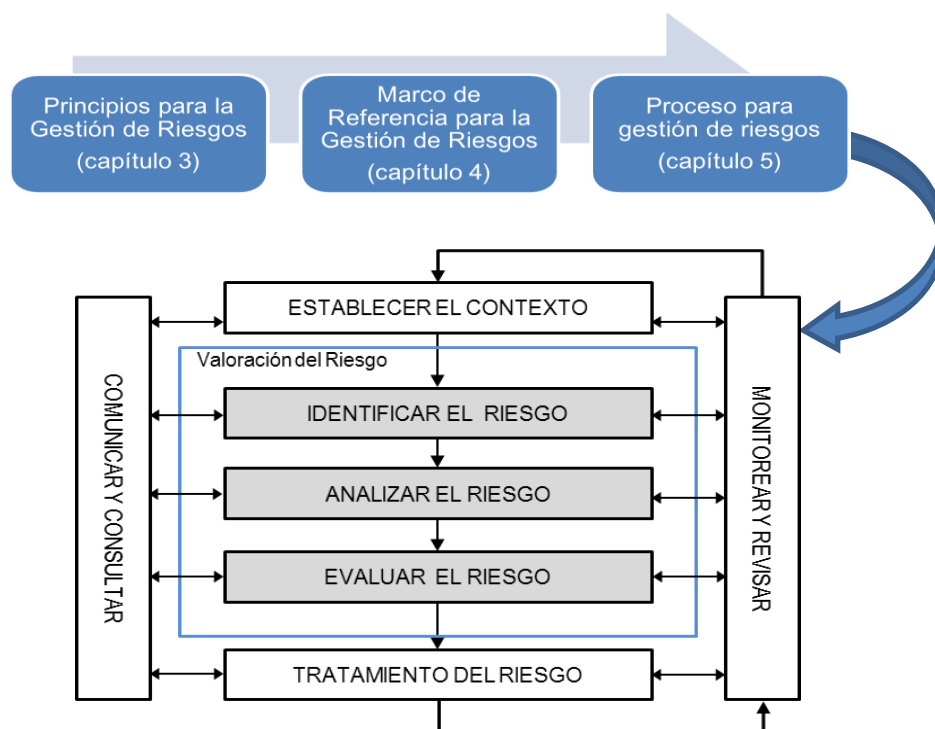 Principios para la
Gestión de Riesgos
(capítulo 3)
Marco de
Referencia para la
Gestión de Riesgos
(capítulo 4)
Proceso para
gestión de riesgos
(capítulo 5)
ESTABLECER EL CONTEXTO
Valoración del Riesgo
IDENTIFICAR EL RIESGO
ANALIZAR EL RIESGO
EVALUAR EL RIESGO
TRATAMIENTO DEL RIESGO
COMUNICAR Y CONSULTAR
MONITOREAR Y REVISAR